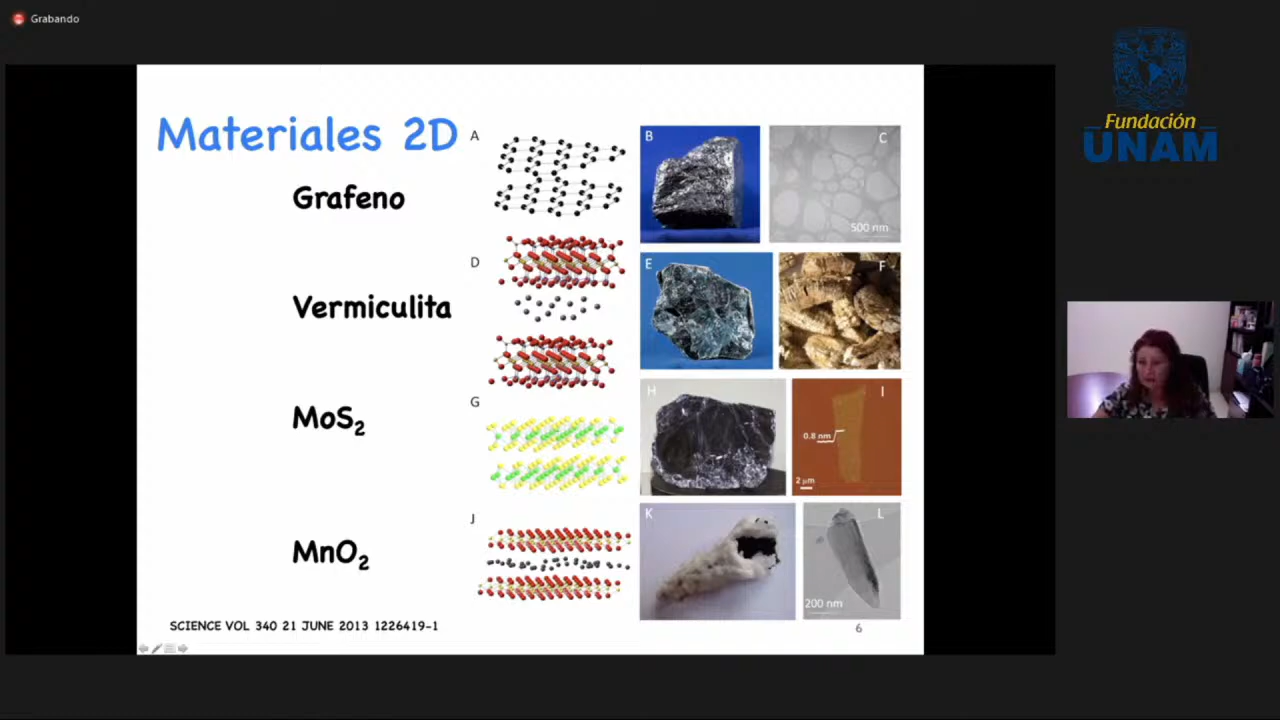 Grabando
Fundación
UNAM
Materiales 2D
Grafeno
Vermiculita
MoS₂
MnO₂
A
B
C
500 nm
D
E
F
G
H
I
0.8 nm
2 μm
J
K
L
200 nm
SCIENCE VOL 340 21 JUNE 2013 1226419-1
6